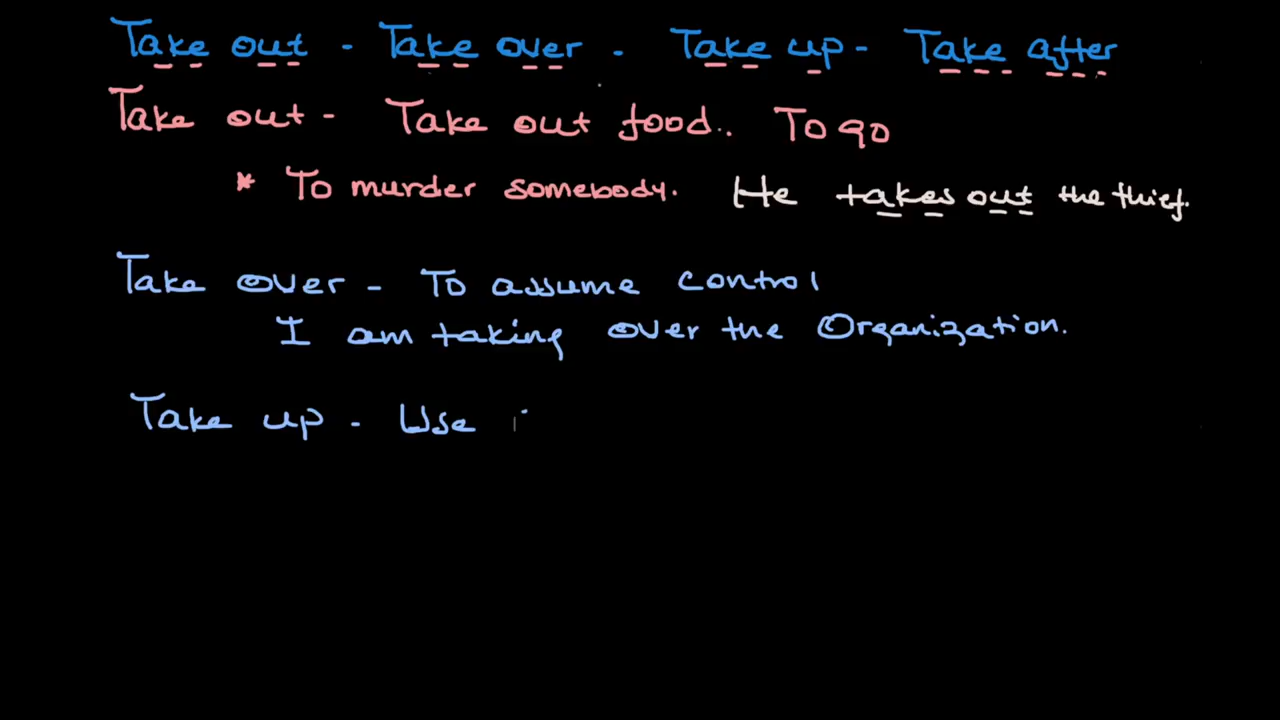 Take out - Take over - Take up - Take after
Take out - Take out food.. To go
* To murder somebody. He takes out the thief.
Take over - To assume control
I am taking over the Organization.
Take up - Use